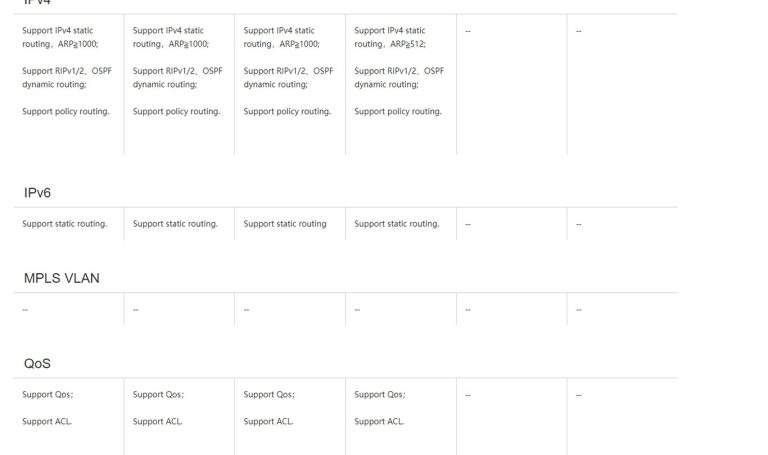 IPv4
Support IPv4 static
routing，ARP≧1000;
Support RIPv1/2、OSPF
dynamic routing;
Support policy routing.
Support IPv4 static
routing，ARP≧1000;
Support RIPv1/2、OSPF
dynamic routing;
Support policy routing.
Support IPv4 static
routing，ARP≧1000;
Support RIPv1/2、OSPF
dynamic routing;
Support policy routing.
Support IPv4 static
routing，ARP≧512;
Support RIPv1/2、OSPF
dynamic routing;
Support policy routing.
--
--
IPv6
Support static routing.
Support static routing.
Support static routing
Support static routing.
--
--
MPLS VLAN
--
--
--
--
--
--
QoS
Support Qos;
Support ACL.
Support Qos;
Support ACL.
Support Qos;
Support ACL.
Support Qos;
Support ACL.
--
--